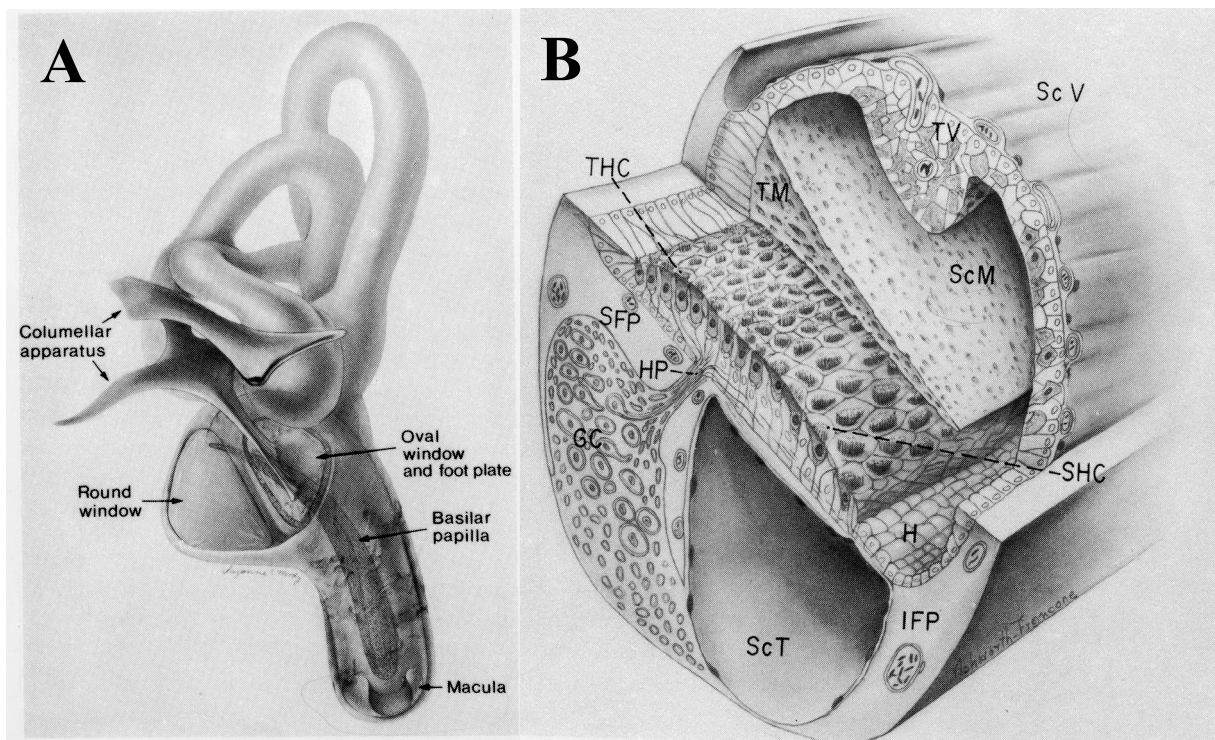 A
Columellar
apparatus
Round
window
Oval
window
and foot plate
Basilar
papilla
Macula
B
Sc V
TV
THC
TM
ScM
SFP
HP
GC
SHC
H
IFP
ScT